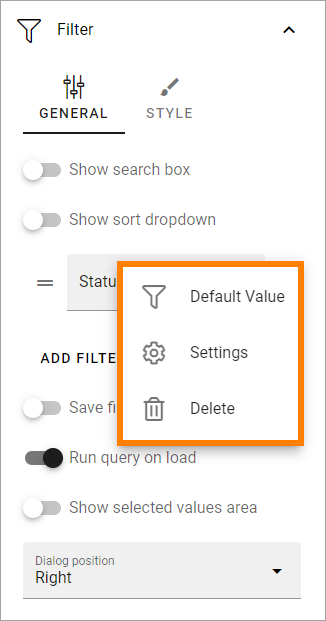 Filter
GENERAL
STYLE
Show search box
Show sort dropdown
Statu
Default Value
Settings
Delete
ADD FILTE
Save fi
Run query on load
Show selected values area
Dialog position
Right